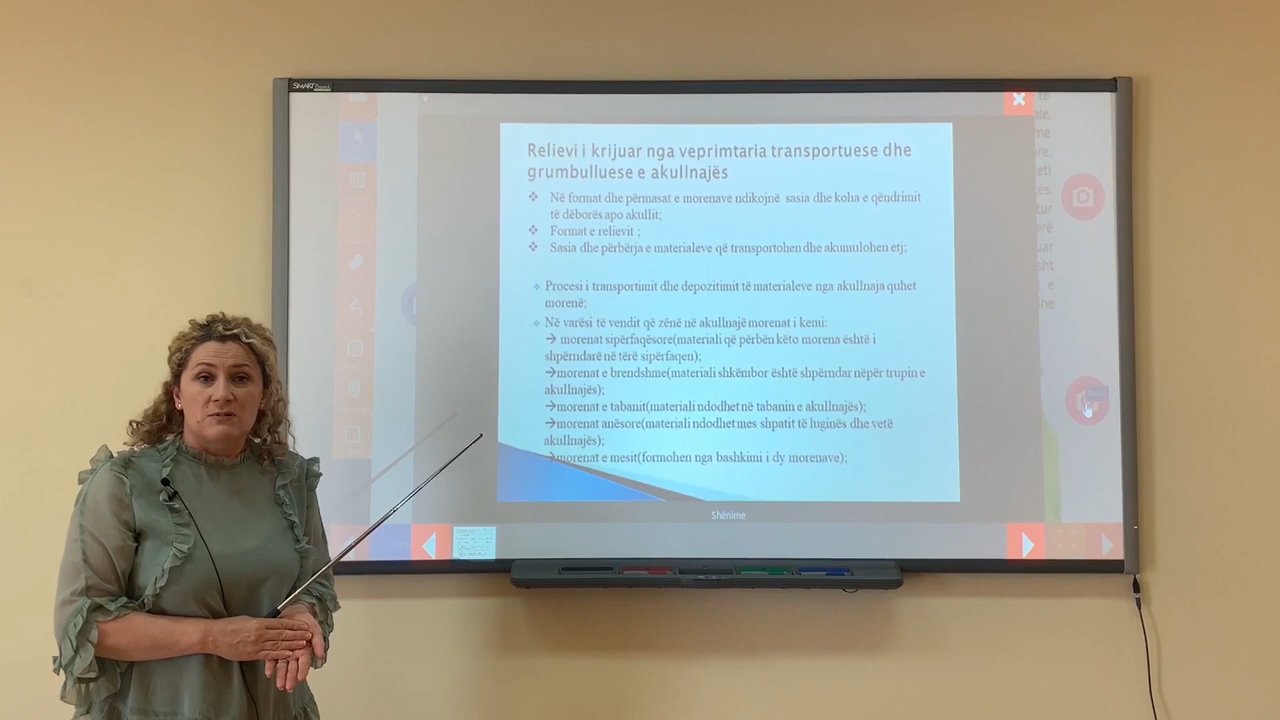 SMART Board
Relievi i krijuar nga veprimtaria transportuese dhe
grumbulluese e akullnajës
❖ Në format dhe përmasat e morenave ndikojnë sasia dhe koha e qëndrimit
të dëborës apo akullit;
❖ Format e relievit ;
❖ Sasia dhe përbërja e materialeve që transportohen dhe akumulohen etj;
❖ Procesi i transportimit dhe depozitimit të materialeve nga akullnaja quhet
morenë;
❖ Në varësi të vendit që zënë në akullnajë morenat i kemi:
→ morenat sipërfaqësore(materiali që përbën këto morena është i
shpërndarë në tërë sipërfaqen);
→morenat e brendshme(materiali shkëmbor është shpërndar nëpër trupin e
akullnajës);
→morenat e tabanit(materiali ndodhet në tabanin e akullnajës);
→morenat anësore(materiali ndodhet mes shpatit të luginës dhe vetë
akullnajës);
→morenat e mesit(formohen nga bashkimi i dy morenave);
Shënime